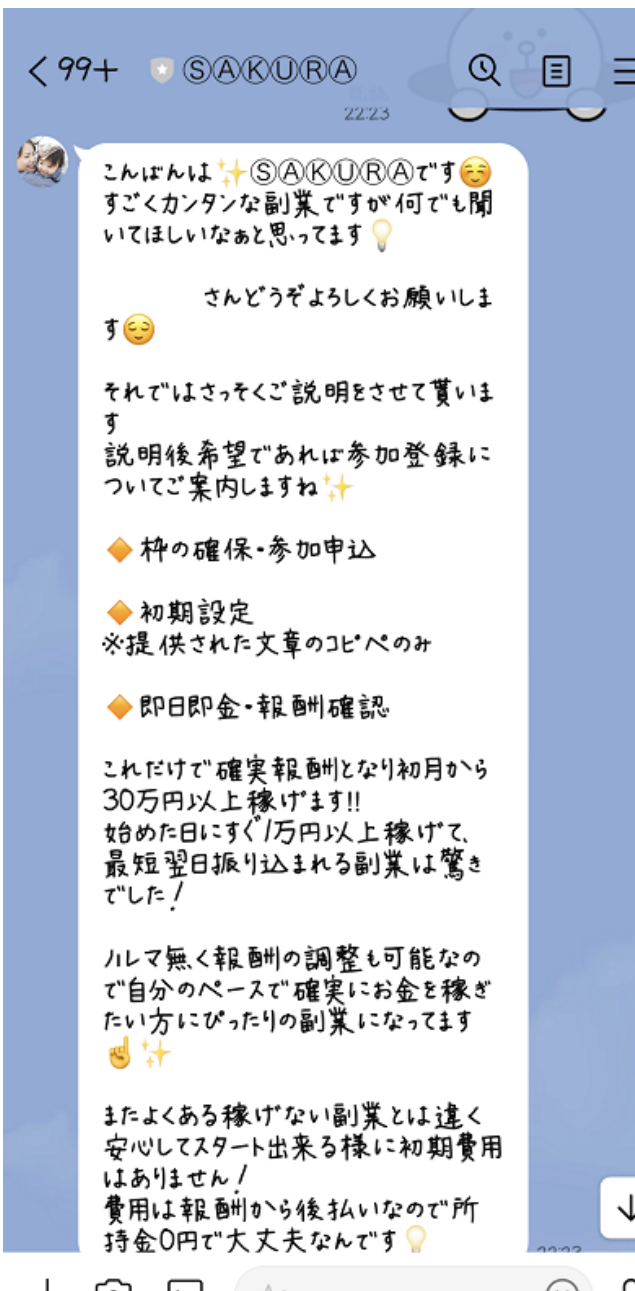 99+ ⓈⒶⓀⓊⓇⒶ
22:23
こんばんは✨ⓈⒶⓀⓊⓇⒶです☺️
すごくカンタンな副業ですが何でも聞
いてほしいなぁと思ってます💡
さんどうぞよろしくお願いしま
す😌
それではさっそくご説明をさせて貰いま
す
説明後希望であれば参加登録に
ついてご案内しますね✨
🔶枠の確保・参加申込
🔶初期設定
※提供された文章のコピペのみ
🔶即日即金・報酬確認
これだけで確実報酬となり初月から
30万円以上稼げます!!
始めた日にすぐ1万円以上稼げて、
最短翌日振り込まれる副業は驚き
でした!
ノルマ無く報酬の調整も可能なの
で自分のペースで確実にお金を稼ぎ
たい方にぴったりの副業になってます
☝️✨
またよくある稼げない副業とは違く
安心してスタート出来る様に初期費用
はありません!
費用は報酬から後払いなので所
持金0円で大丈夫なんです💡
22:23